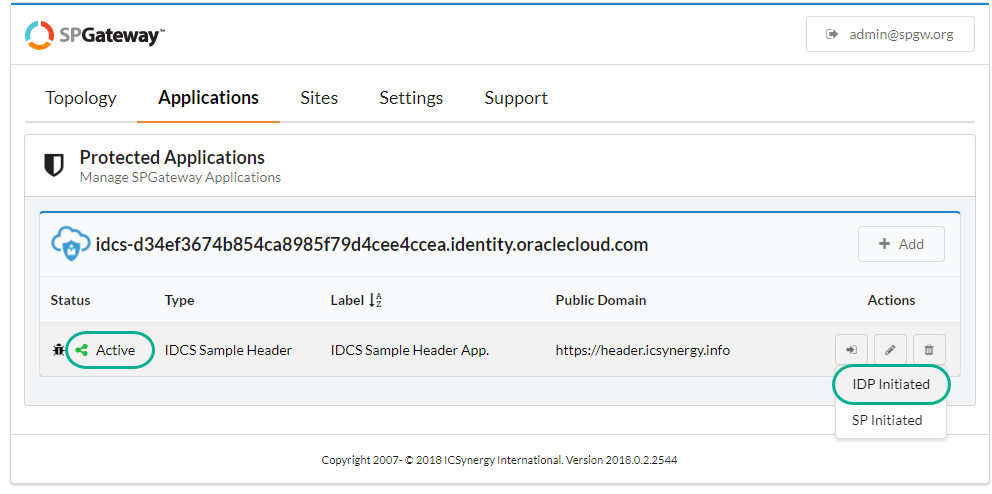 SPGateway™
admin@spgw.org
Topology Applications Sites Settings Support
Protected Applications
Manage SPGateway Applications
idcs-d34ef3674b854ca8985f79d4cee4ccea.identity.oraclecloud.com
Add
Status Type Label Public Domain Actions
Active IDCS Sample Header IDCS Sample Header App. https://header.icsynergy.info
IDP Initiated
SP Initiated
Copyright 2007- © 2018 ICSynergy International. Version 2018.0.2.2544